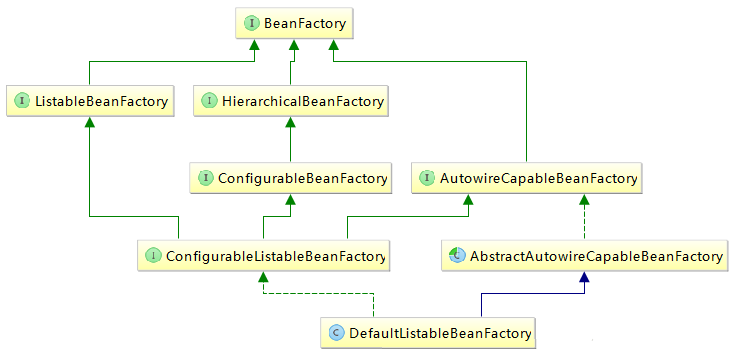 I BeanFactory
I ListableBeanFactory
I HierarchicalBeanFactory
I ConfigurableBeanFactory
I AutowireCapableBeanFactory
I ConfigurableListableBeanFactory
C AbstractAutowireCapableBeanFactory
C DefaultListableBeanFactory